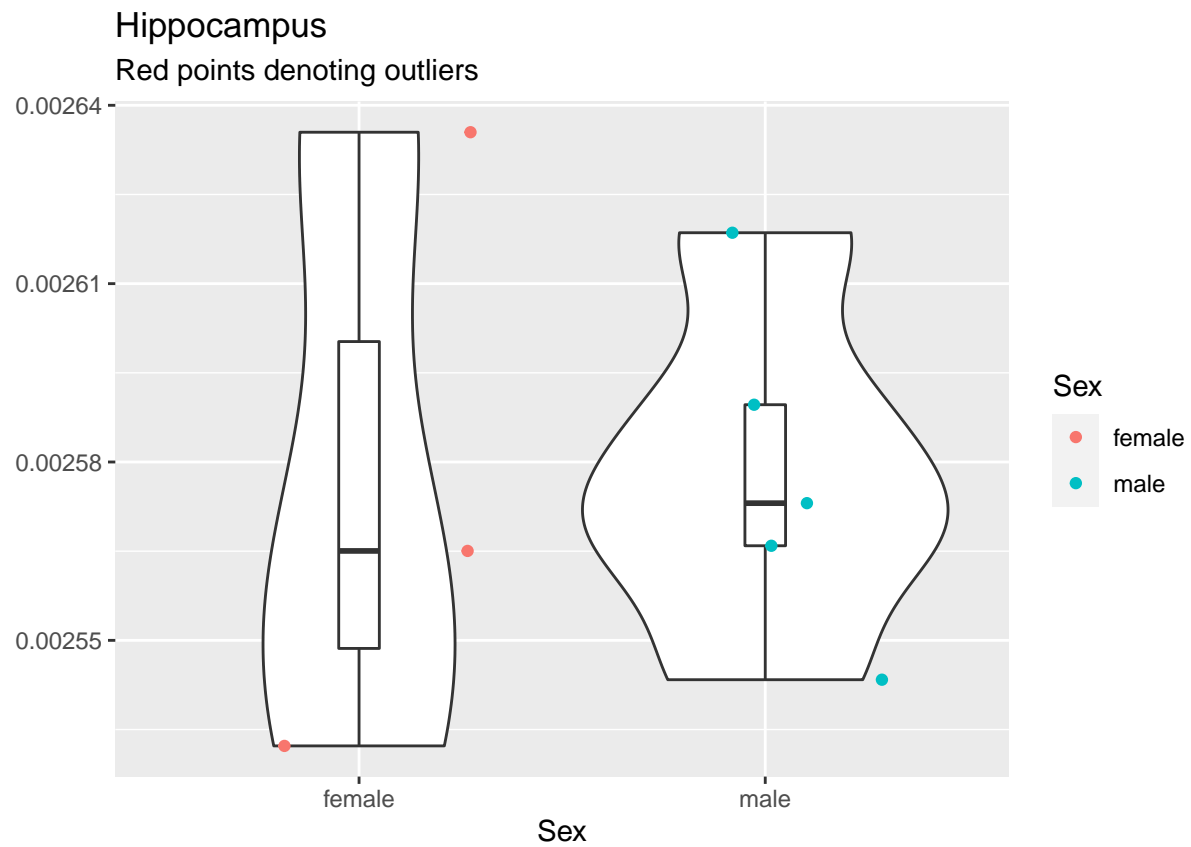 Hippocampus
Red points denoting outliers
0.00264
0.00261
0.00258
0.00255
female
male
Sex
Sex
female
male